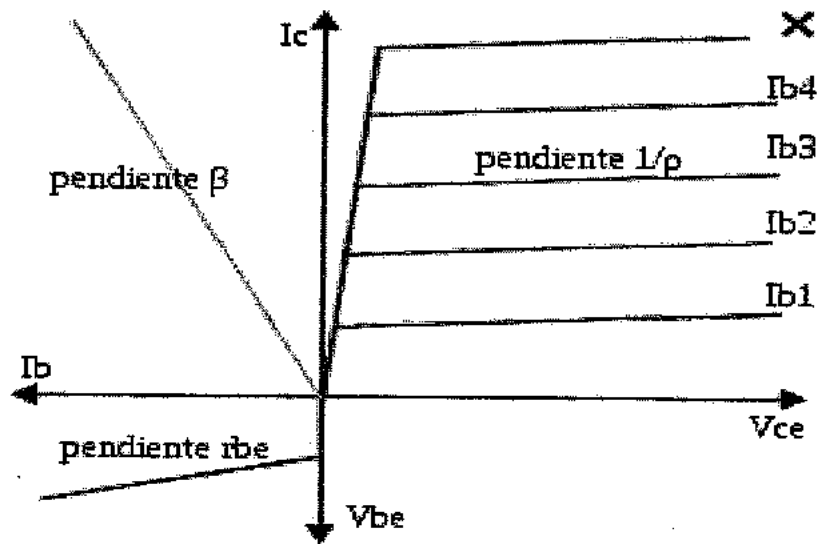 Ic
Ib4
pendiente 1/ρ
Ib3
pendiente β
Ib2
Ib1
Ib
Vce
pendiente rbe
Vbe